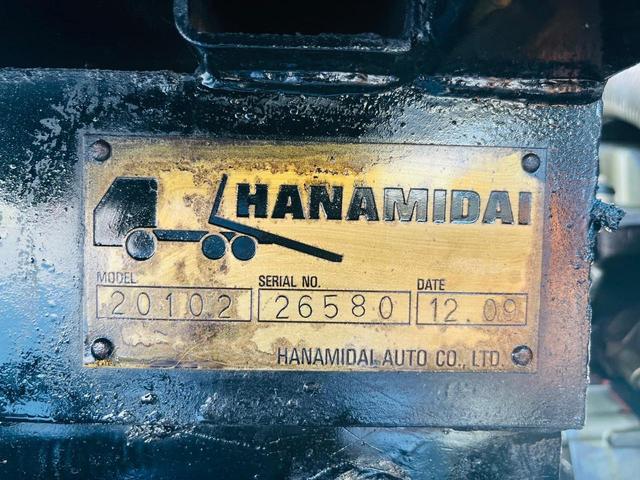 HANAMIDAI
MODEL SERIAL NO. DATE
20102 26580 12.09
HANAMIDAI AUTO CO., LTD.